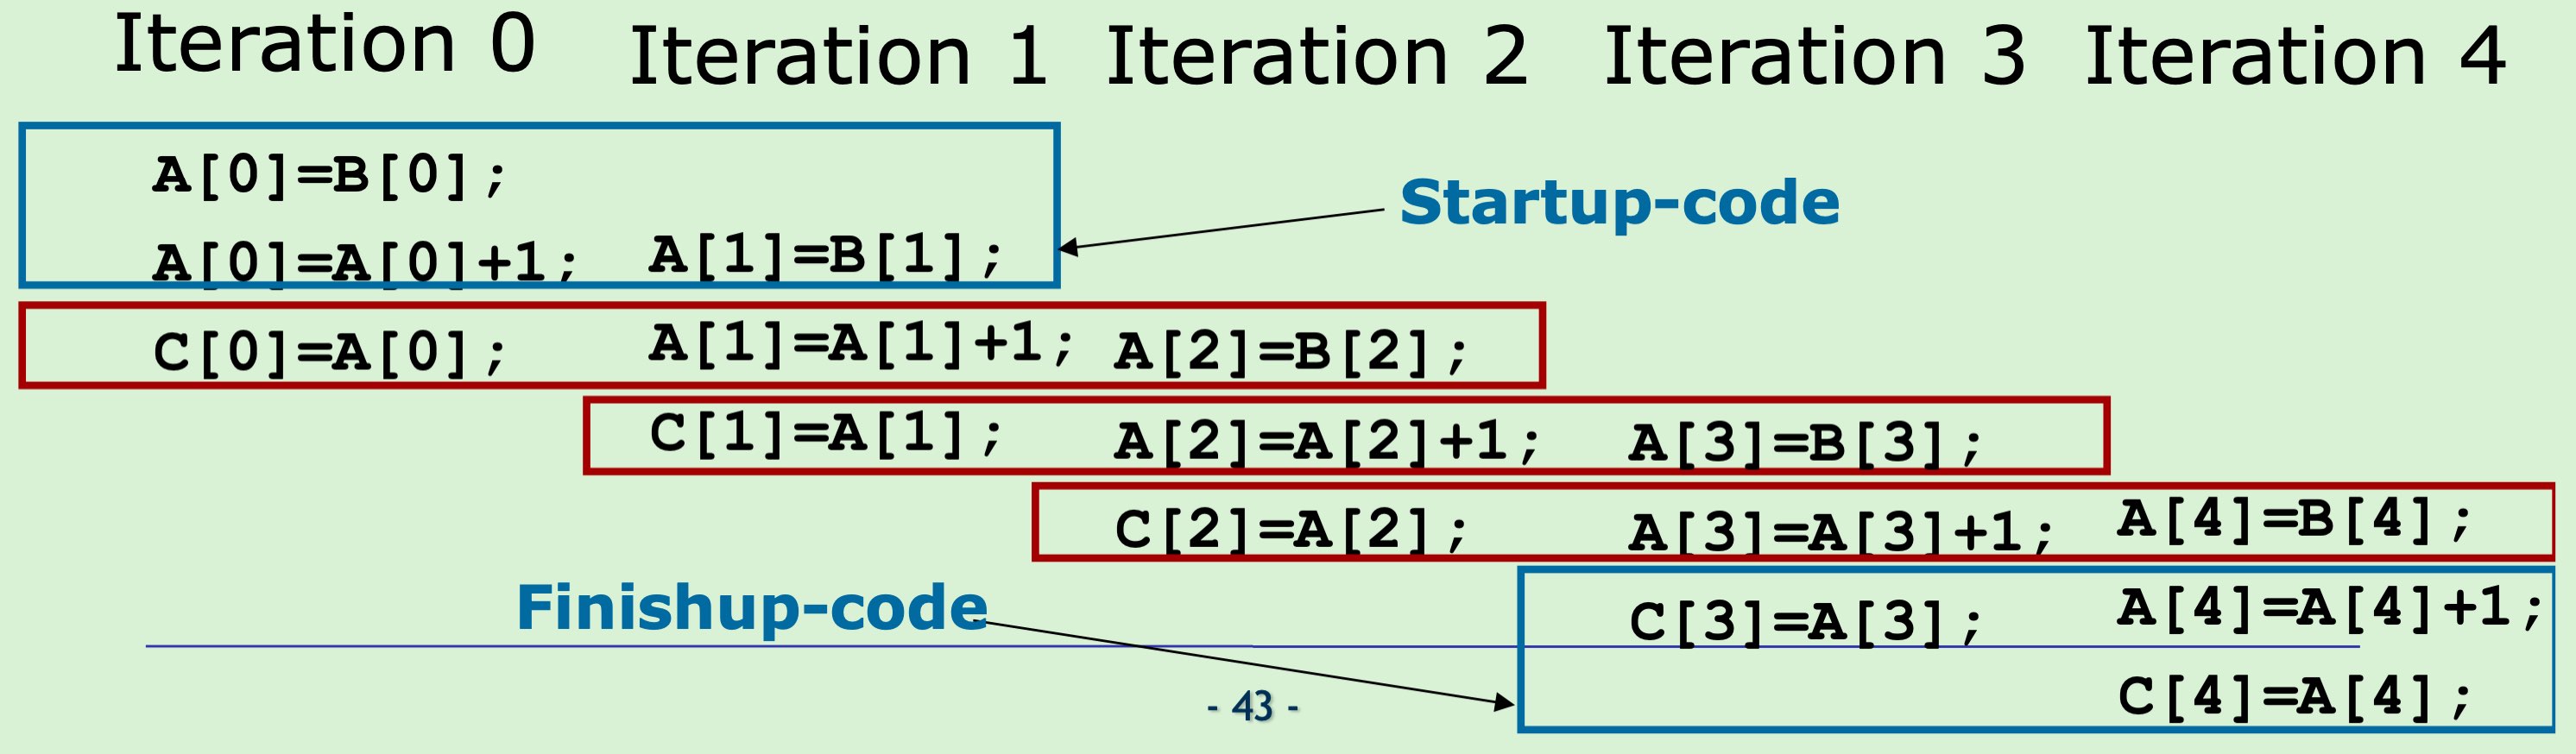 Iteration 0 Iteration 1 Iteration 2 Iteration 3 Iteration 4
A[0]=B[0];
Startup-code
A[0]=A[0]+1; A[1]=B[1];
C[0]=A[0]; A[1]=A[1]+1; A[2]=B[2];
C[1]=A[1]; A[2]=A[2]+1; A[3]=B[3];
C[2]=A[2]; A[3]=A[3]+1; A[4]=B[4];
Finishup-code
C[3]=A[3]; A[4]=A[4]+1;
C[4]=A[4];
- 43 -